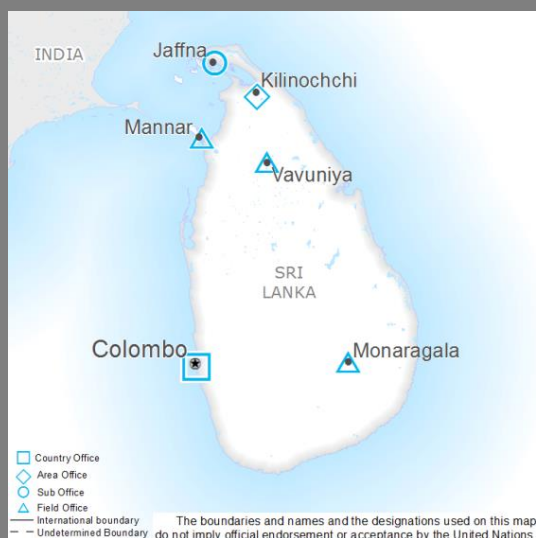 INDIA
Jaffna
Kilinochchi
Mannar
Vavuniya
SRI
LANKA
Colombo
Monaragala
Country Office
Area Office
Sub Office
Field Office
International boundary
Undetermined Boundary
The boundaries and names and the designations used on this map
do not imply official endorsement or acceptance by the United Nations